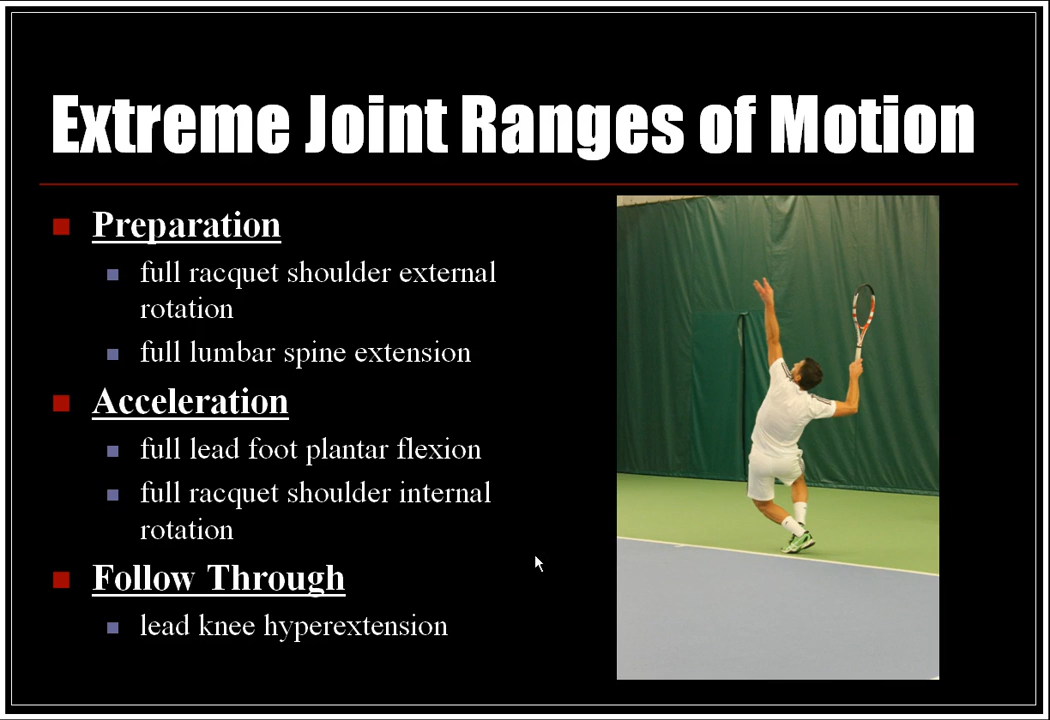 Extreme Joint Ranges of Motion
Preparation
full racquet shoulder external
rotation
full lumbar spine extension
Acceleration
full lead foot plantar flexion
full racquet shoulder internal
rotation
Follow Through
lead knee hyperextension